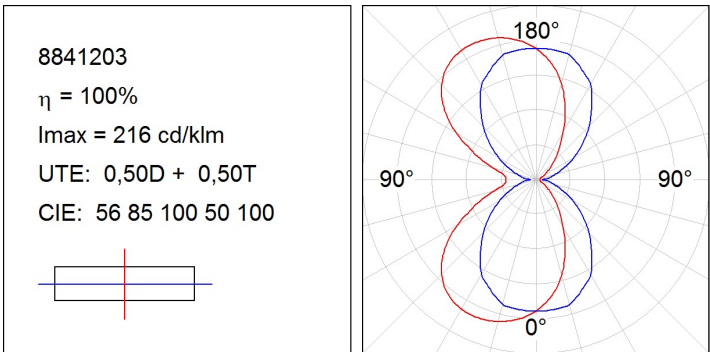 8841203
η = 100%
Imax = 216 cd/klm
UTE: 0,50D + 0,50T
CIE: 56 85 100 50 100
180°
90° 90°
0°